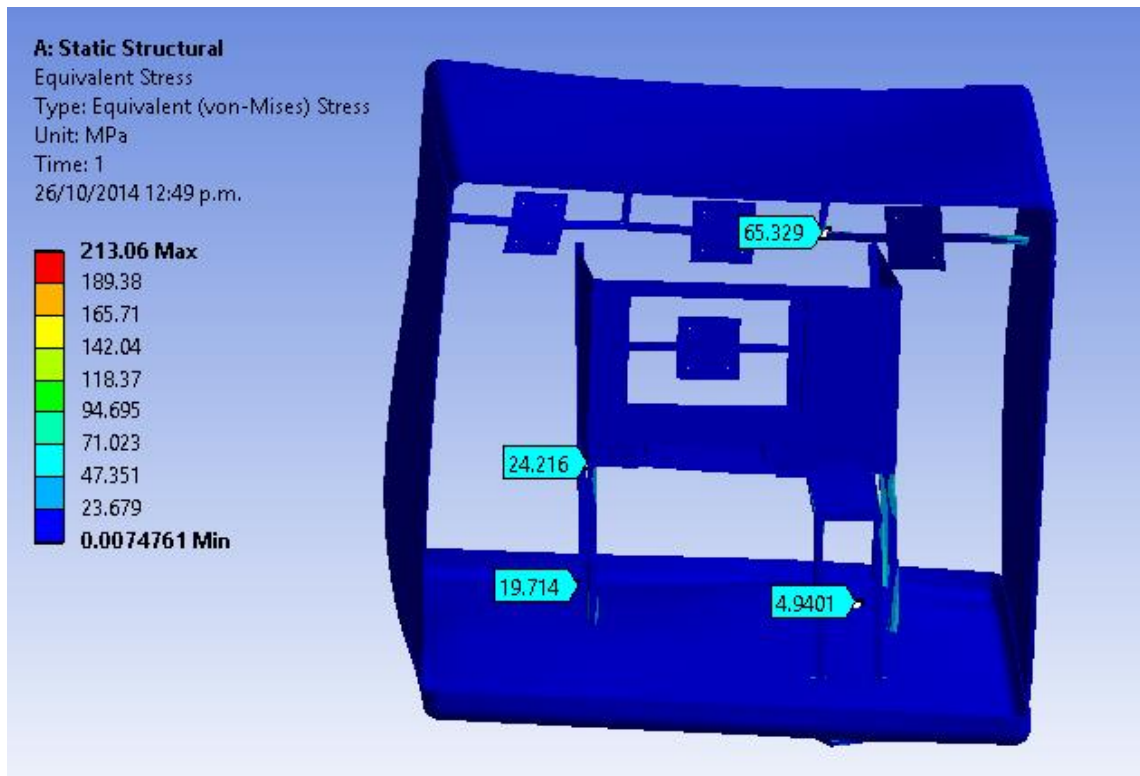 A: Static Structural
Equivalent Stress
Type: Equivalent (von-Mises) Stress
Unit: MPa
Time: 1
26/10/2014 12:49 p.m.
213.06 Max
189.38
165.71
142.04
118.37
94.695
71.023
47.351
23.679
0.0074761 Min
65.329
24.216
19.714
4.9401